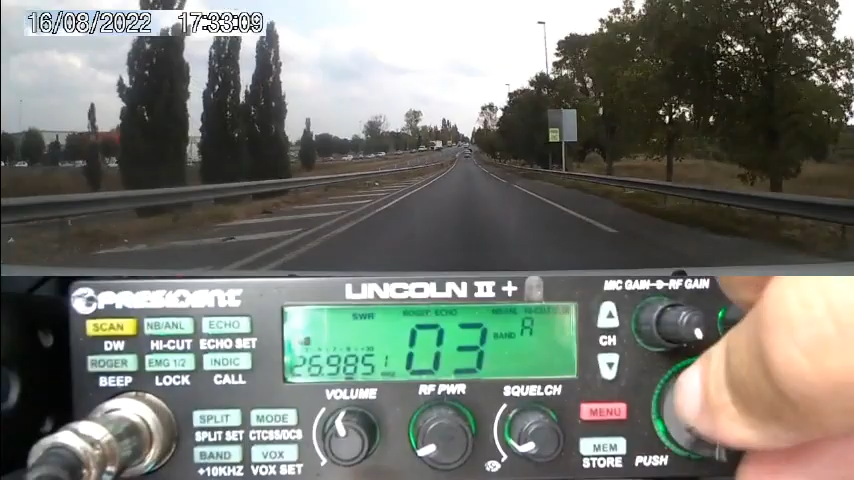 16/08/2022 17:33:09
PRESIDENT
LINCOLN II +
MIC GAIN-D-RF GAIN
SCAN NB/ANL ECHO
DW HI-CUT ECHO SET
ROGER EMG 1/2 INDIC
BEEP LOCK CALL
SWR
BAND A
26.985 03
CH
VOLUME RF PWR SQUELCH
SPLIT MODE
SPLIT SET CTCSS/DCS
BAND VOX
+10KHZ VOX SET
MENU
MEM
STORE PUSH